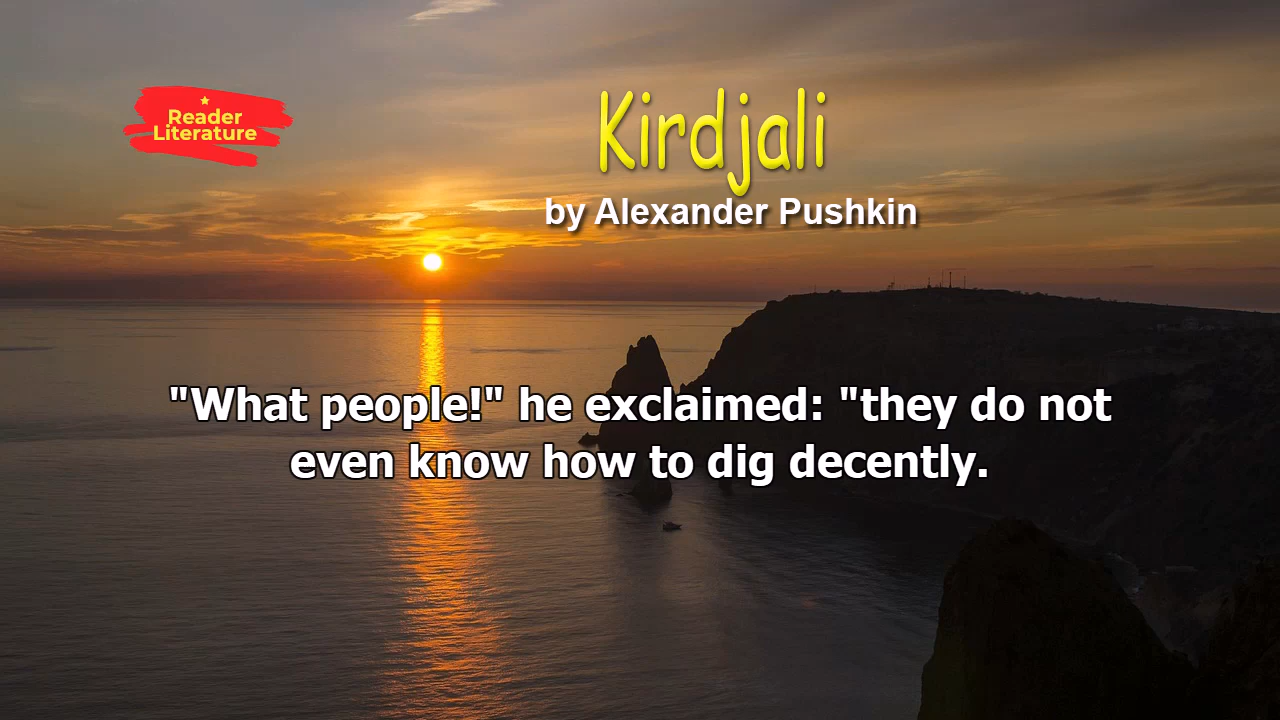 Reader
Literature
Kirdjali
by Alexander Pushkin
"What people!" he exclaimed: "they do not
even know how to dig decently.